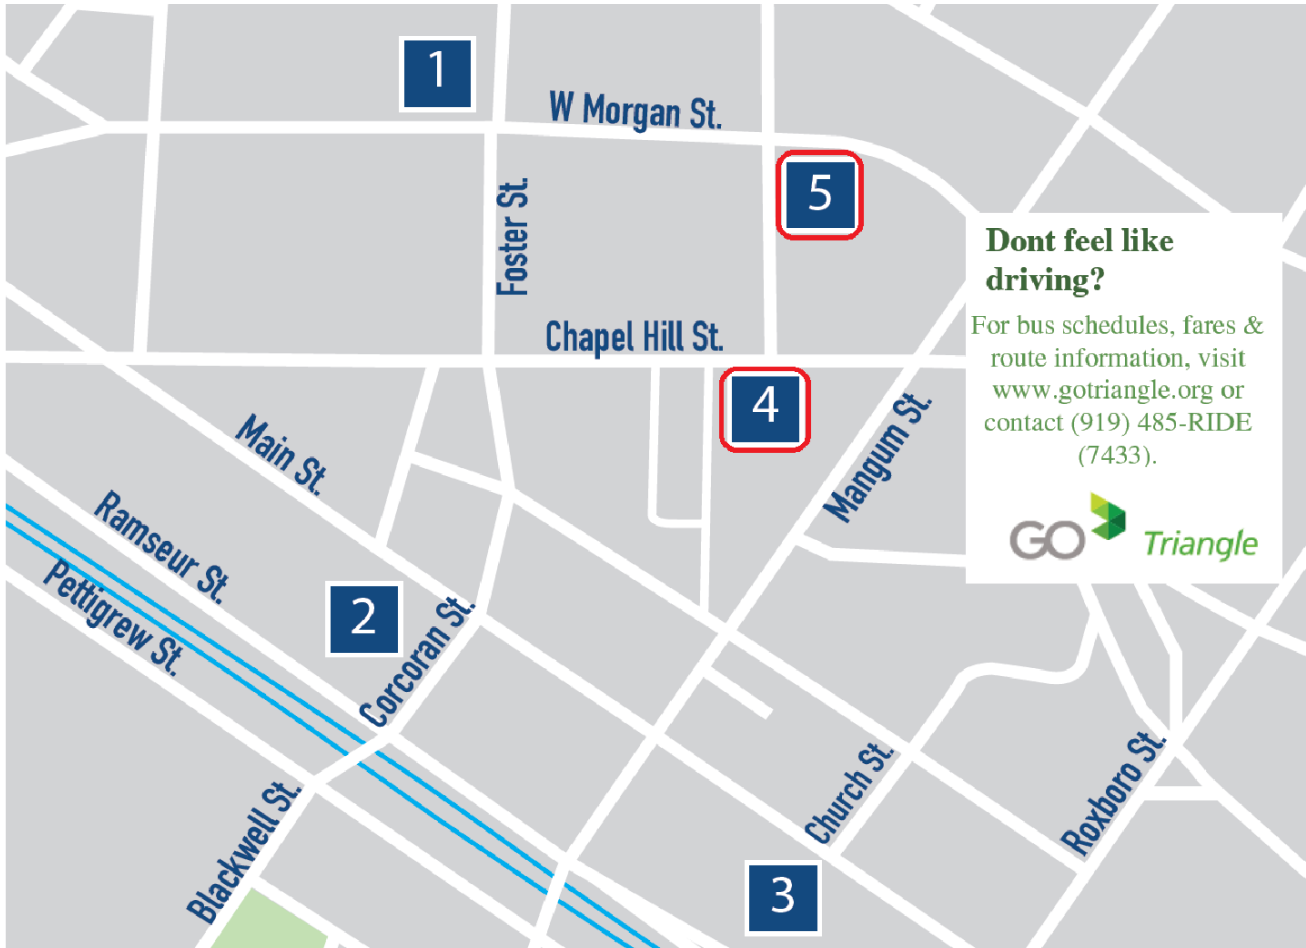 1
W Morgan St.
5
Foster St.
Dont feel like
driving?
For bus schedules, fares &
route information, visit
www.gotriangle.org or
contact (919) 485-RIDE
(7433).
GO Triangle
Chapel Hill St.
4
Mangum St.
Main St.
Ramseur St.
Pettigrew St.
2
Corcoran St.
Blackwell St.
Church St.
Roxboro St.
3